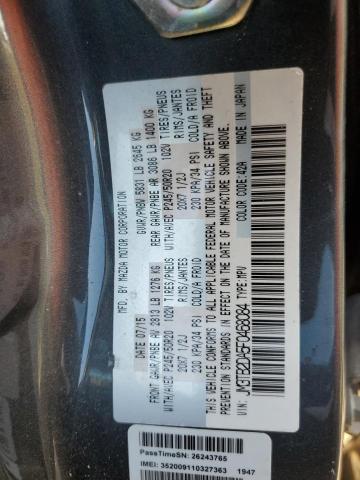 MFD. BY MAZDA MOTOR CORPORATION
DATE 07/15 GVWR/PNBV 5831 LB 2645 KG
FRONT GAWR/PNBE AV 2813 LB 1276 KG REAR GAWR/PNBE AR 3086 LB 1400 KG
WITH/AVEC P245/50R20 102V TIRES/PNEUS WITH/AVEC P245/50R20 102V TIRES/PNEUS
20X7 1/2J RIMS/JANTES 20X7 1/2J RIMS/JANTES
230 KPA/34 PSI COLD/A FROID 230 KPA/34 PSI COLD/A FROID
THIS VEHICLE CONFORMS TO ALL APPLICABLE FEDERAL MOTOR VEHICLE SAFETY AND THEFT
PREVENTION STANDARDS IN EFFECT ON THE DATE OF MANUFACTURE SHOWN ABOVE.
MADE IN JAPAN
COLOR CODE:42A
TYPE:MPV
PassTimeSN: 26243765
IMEI: 352009110327363 1947